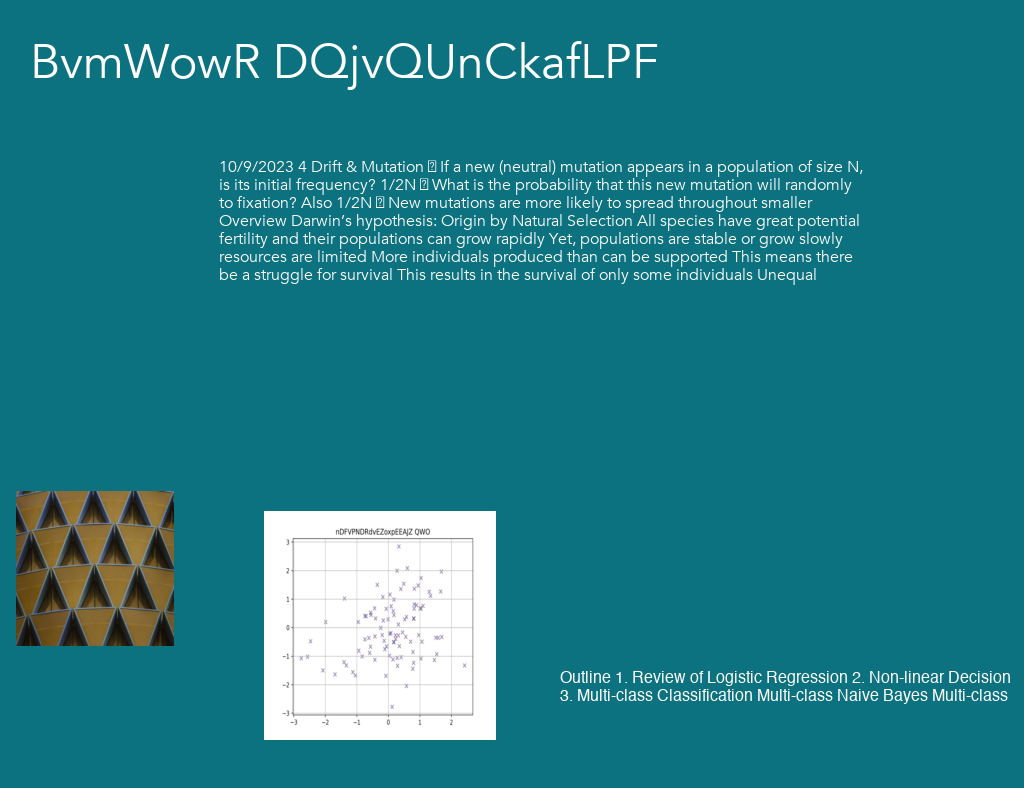 BvmWowR DQjvQUnCkafLPF
10/9/2023 4 Drift & Mutation ⍰ If a new (neutral) mutation appears in a population of size N,
is its initial frequency? 1/2N ⍰ What is the probability that this new mutation will randomly
to fixation? Also 1/2N ⍰ New mutations are more likely to spread throughout smaller
Overview Darwin’s hypothesis: Origin by Natural Selection All species have great potential
fertility and their populations can grow rapidly Yet, populations are stable or grow slowly
resources are limited More individuals produced than can be supported This means there
be a struggle for survival This results in the survival of only some individuals Unequal
nDFVPNDRdvEZoxpEEAJZ QWO
3
2
1
0
−1
−2
−3
−3 −2 −1 0 1 2
Outline 1. Review of Logistic Regression 2. Non-linear Decision
3. Multi-class Classification Multi-class Naive Bayes Multi-class